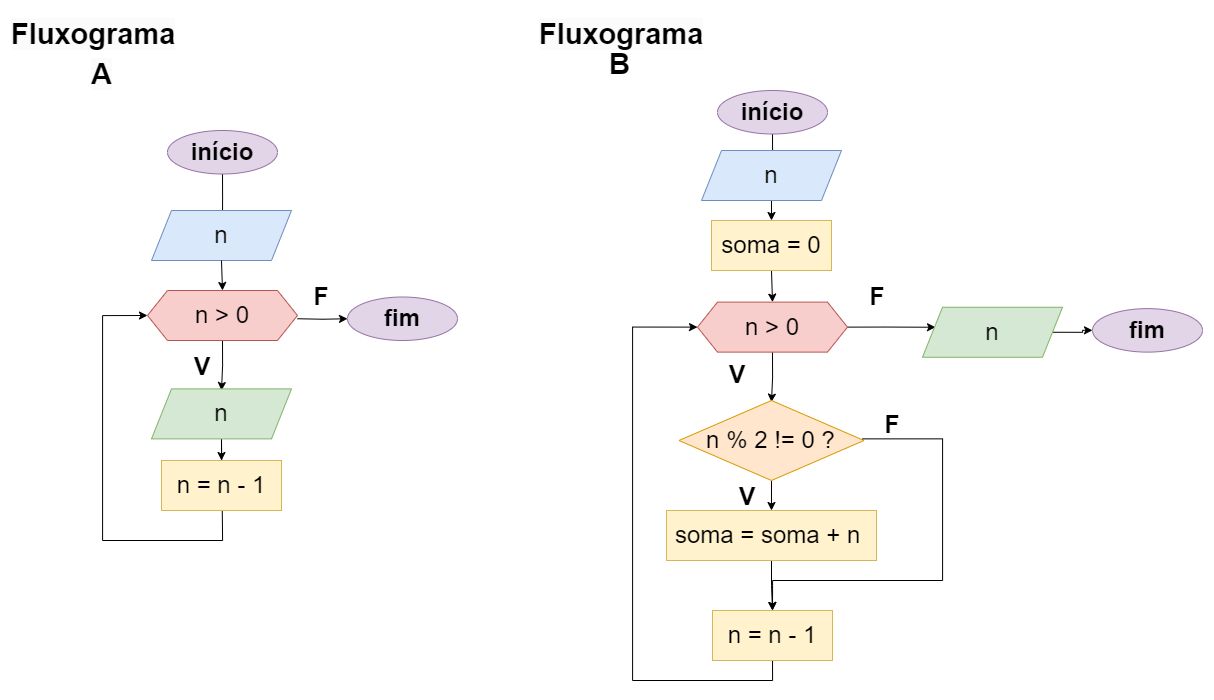 Fluxograma
A
início
n
n > 0
F
fim
V
n
n = n - 1
Fluxograma
B
início
n
soma = 0
n > 0
F
n
fim
V
n % 2 != 0 ?
F
V
soma = soma + n
n = n - 1